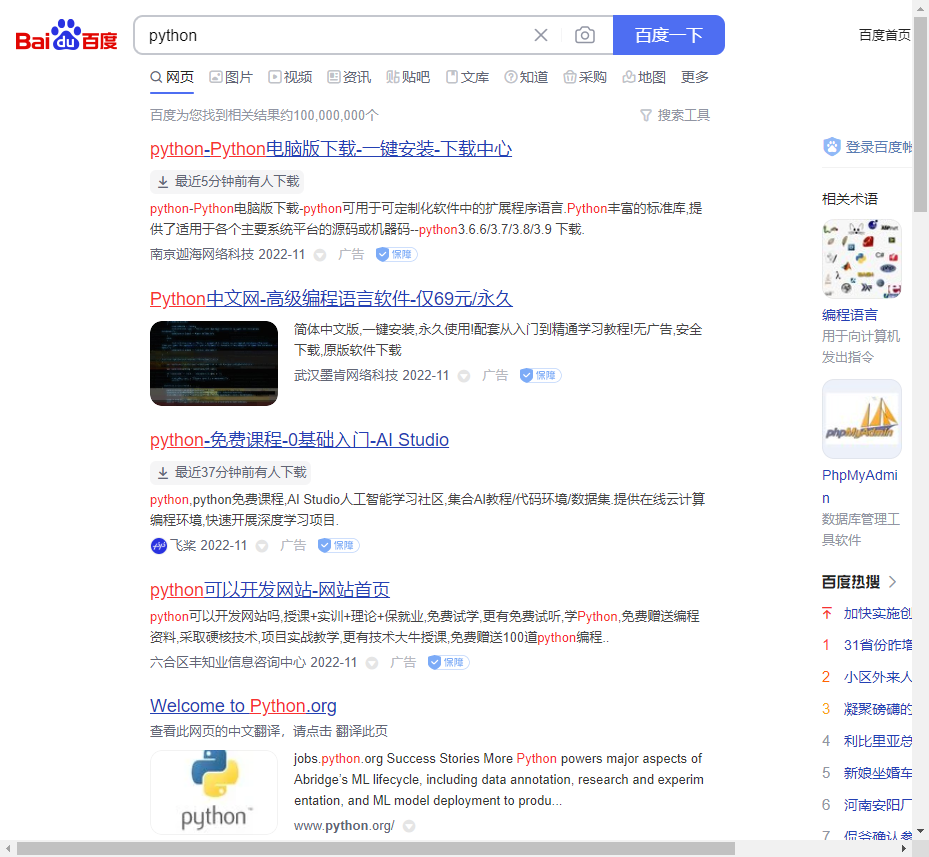 Bai du 百度
python
百度一下
百度首页
网页 图片 视频 资讯 贴吧 文库 知道 采购 地图 更多
百度为您找到相关结果约100,000,000个
搜索工具
python-Python电脑版下载-一键安装-下载中心
最近5分钟前有人下载
python-Python电脑版下载-python可用于可定制化软件中的扩展程序语言.Python丰富的标准库,提
供了适用于各个主要系统平台的源码或机器码--python3.6.6/3.7/3.8/3.9 下载.
南京迦海网络科技 2022-11 广告 保障
Python中文网-高级编程语言软件-仅69元/永久
简体中文版,一键安装,永久使用!配套从入门到精通学习教程!无广告,安全
下载,原版软件下载
武汉墨肯网络科技 2022-11 广告 保障
python-免费课程-0基础入门-AI Studio
最近37分钟前有人下载
python,python免费课程,AI Studio人工智能学习社区,集合AI教程/代码环境/数据集.提供在线云计算
编程环境,快速开展深度学习项目.
飞桨 2022-11 广告 保障
python可以开发网站-网站首页
python可以开发网站吗,授课+实训+理论+保就业,免费试学,更有免费试听,学Python,免费赠送编程
资料,采取硬核技术,项目实战教学,更有技术大牛授课,免费赠送100道python编程..
六合区丰知业信息咨询中心 2022-11 广告 保障
Welcome to Python.org
查看此网页的中文翻译，请点击 翻译此页
python™
jobs.python.org Success Stories More Python powers major aspects of
Abridge's ML lifecycle, including data annotation, research and experim
entation, and ML model deployment to produ...
www.python.org/
登录百度帐
相关术语
编程语言
用于向计算机
发出指令
phpMyAdmin
PhpMyAdmi
n
数据库管理工
具软件
百度热搜
加快实施创
1 31省份昨增
2 小区外来人
3 凝聚磅礴的
4 利比里亚总
5 新娘坐婚车
6 河南安阳厂
7 侃爷确认参